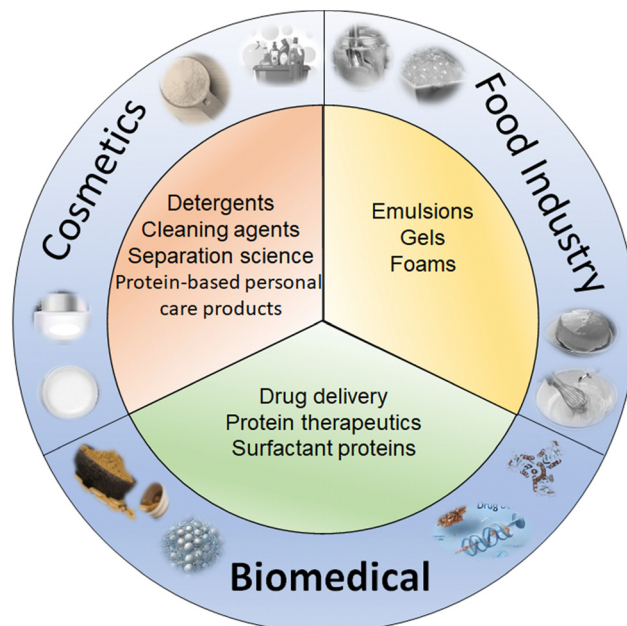 Cosmetics
Food Industry
Detergents
Cleaning agents
Separation science
Protein-based personal
care products
Emulsions
Gels
Foams
Drug delivery
Protein therapeutics
Surfactant proteins
Drug
Biomedical